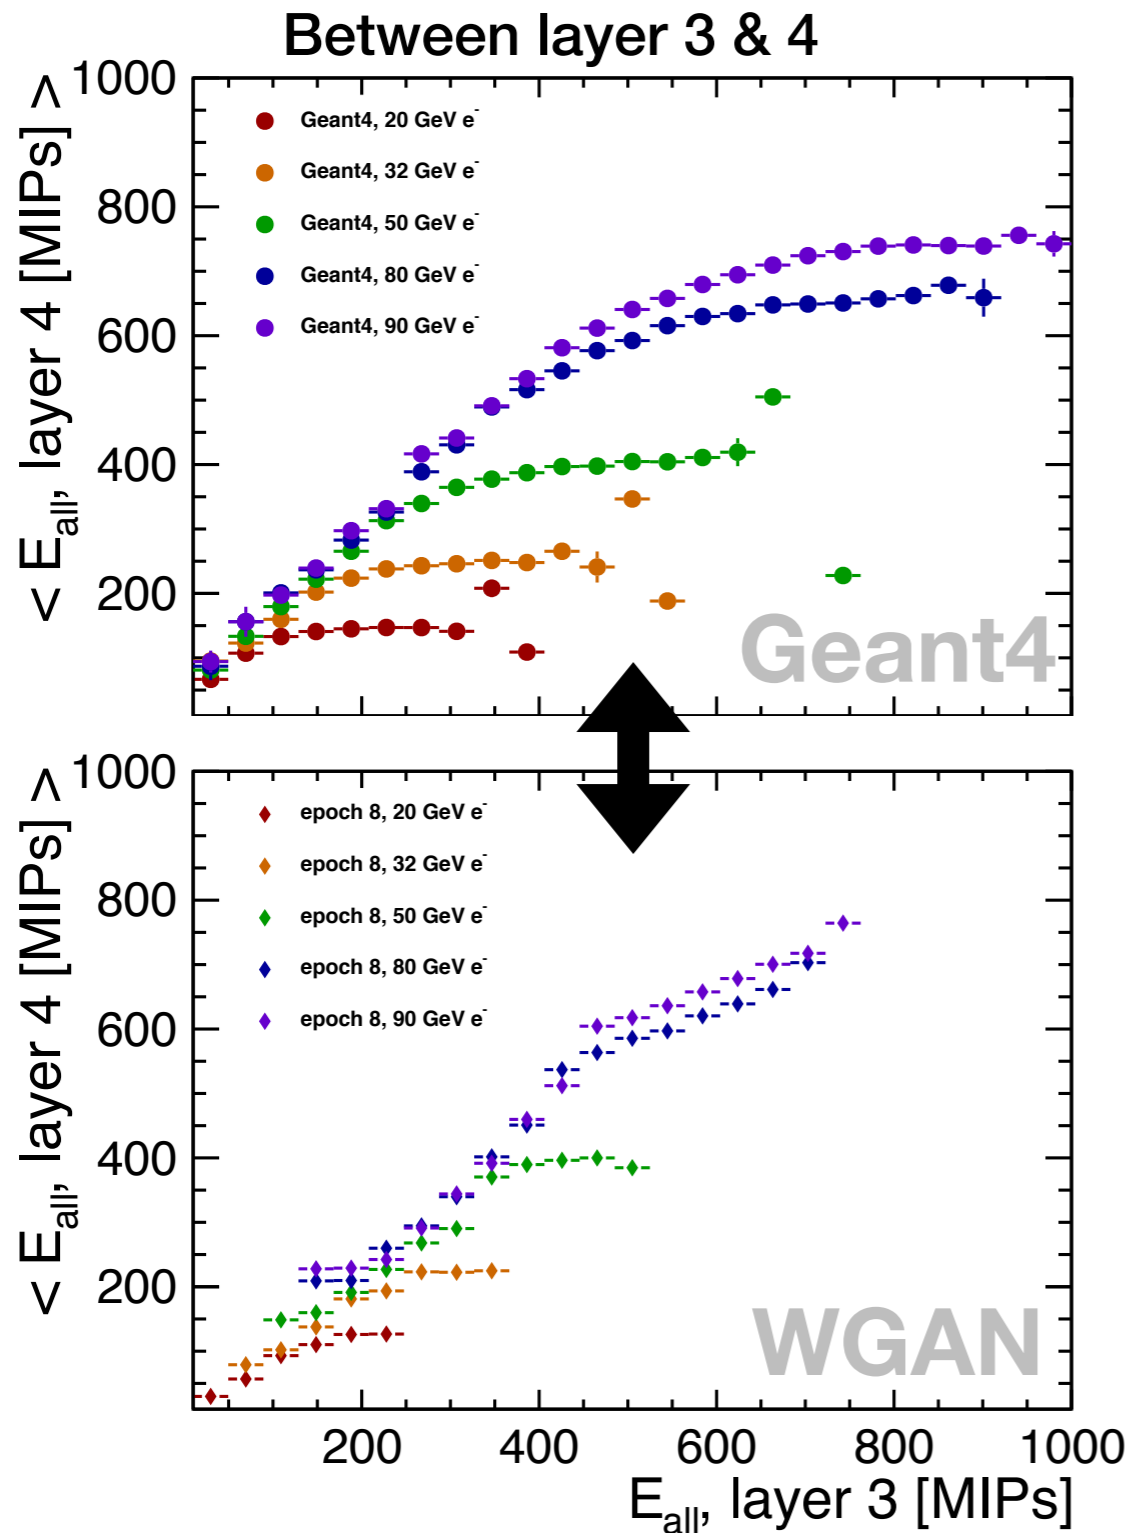 Between layer 3 & 4
1000
800
600
400
200
< E_all, layer 4 [MIPs] >
Geant4, 20 GeV e⁻
Geant4, 32 GeV e⁻
Geant4, 50 GeV e⁻
Geant4, 80 GeV e⁻
Geant4, 90 GeV e⁻
Geant4
1000
800
600
400
200
< E_all, layer 4 [MIPs] >
epoch 8, 20 GeV e⁻
epoch 8, 32 GeV e⁻
epoch 8, 50 GeV e⁻
epoch 8, 80 GeV e⁻
epoch 8, 90 GeV e⁻
WGAN
200 400 600 800 1000
E_all, layer 3 [MIPs]